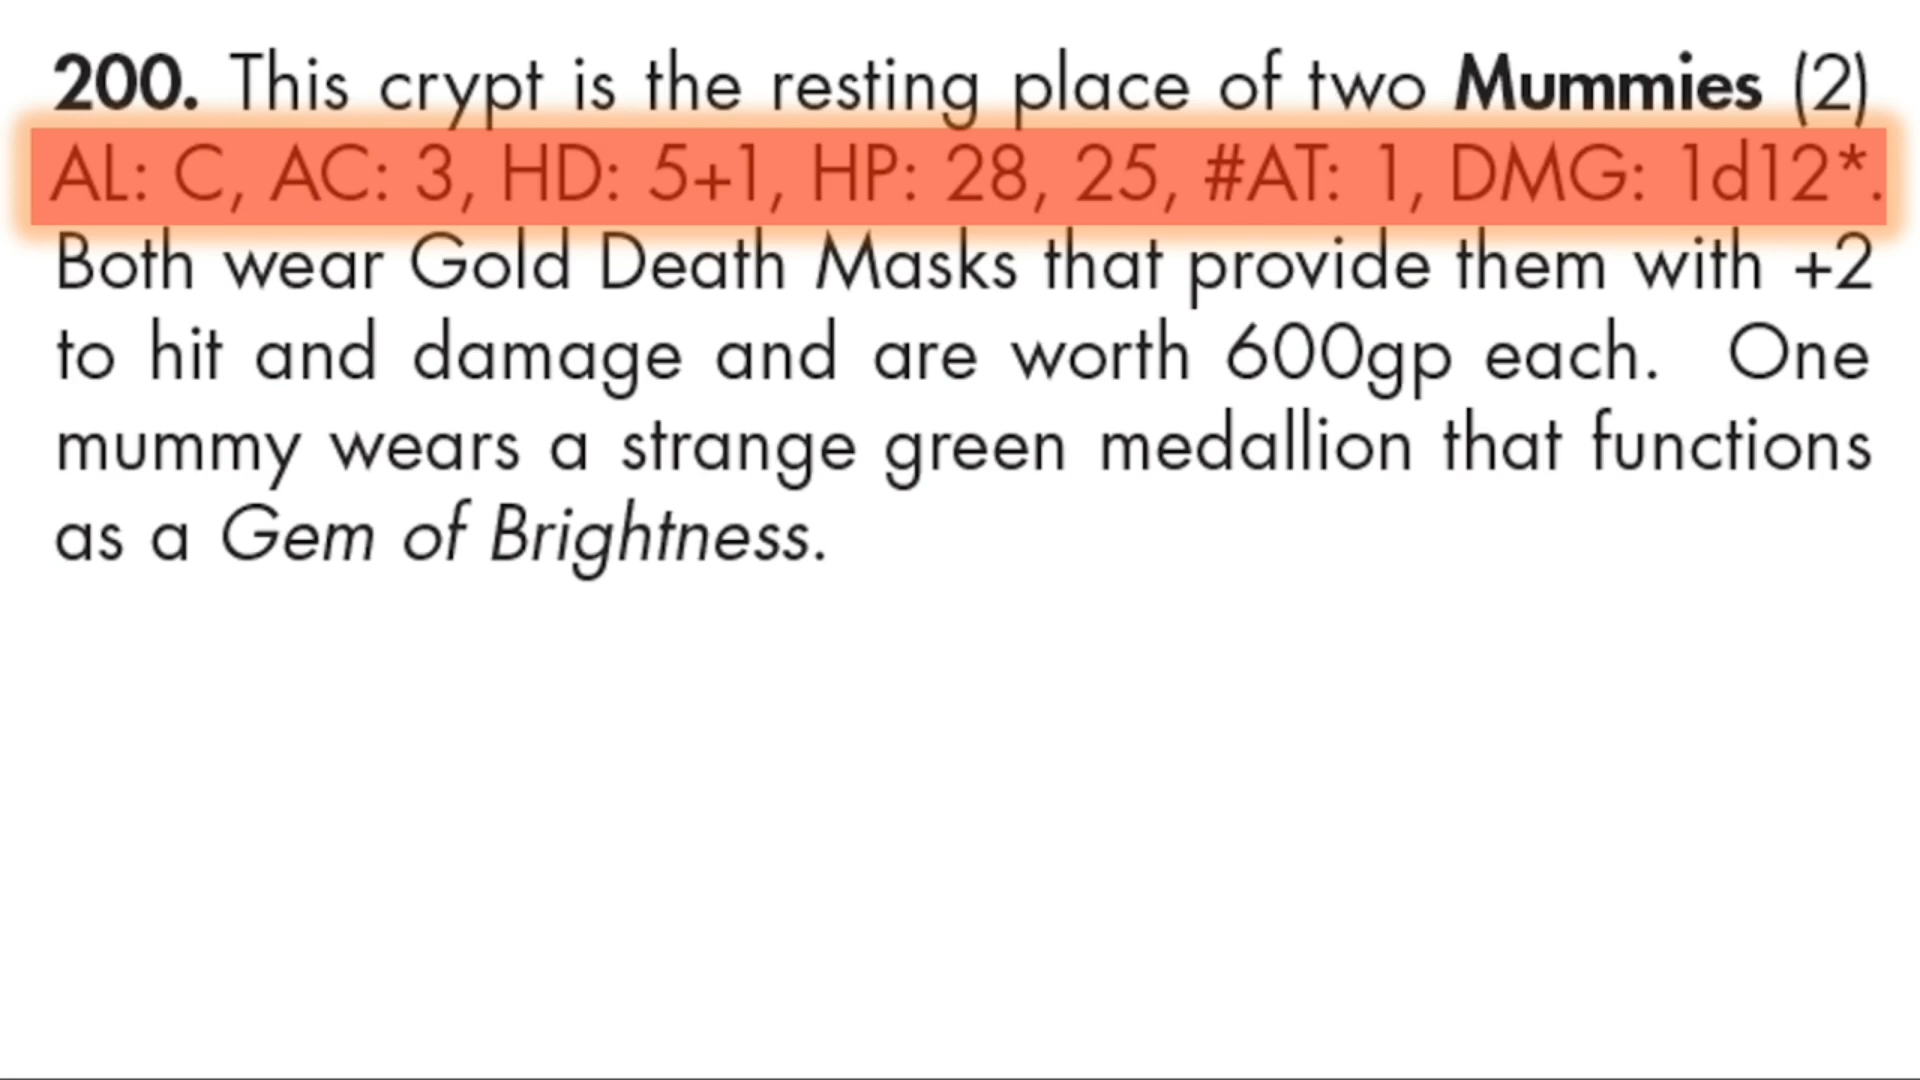 200. This crypt is the resting place of two Mummies (2)
AL: C, AC: 3, HD: 5+1, HP: 28, 25, #AT: 1, DMG: 1d12*.
Both wear Gold Death Masks that provide them with +2
to hit and damage and are worth 600gp each. One
mummy wears a strange green medallion that functions
as a Gem of Brightness.